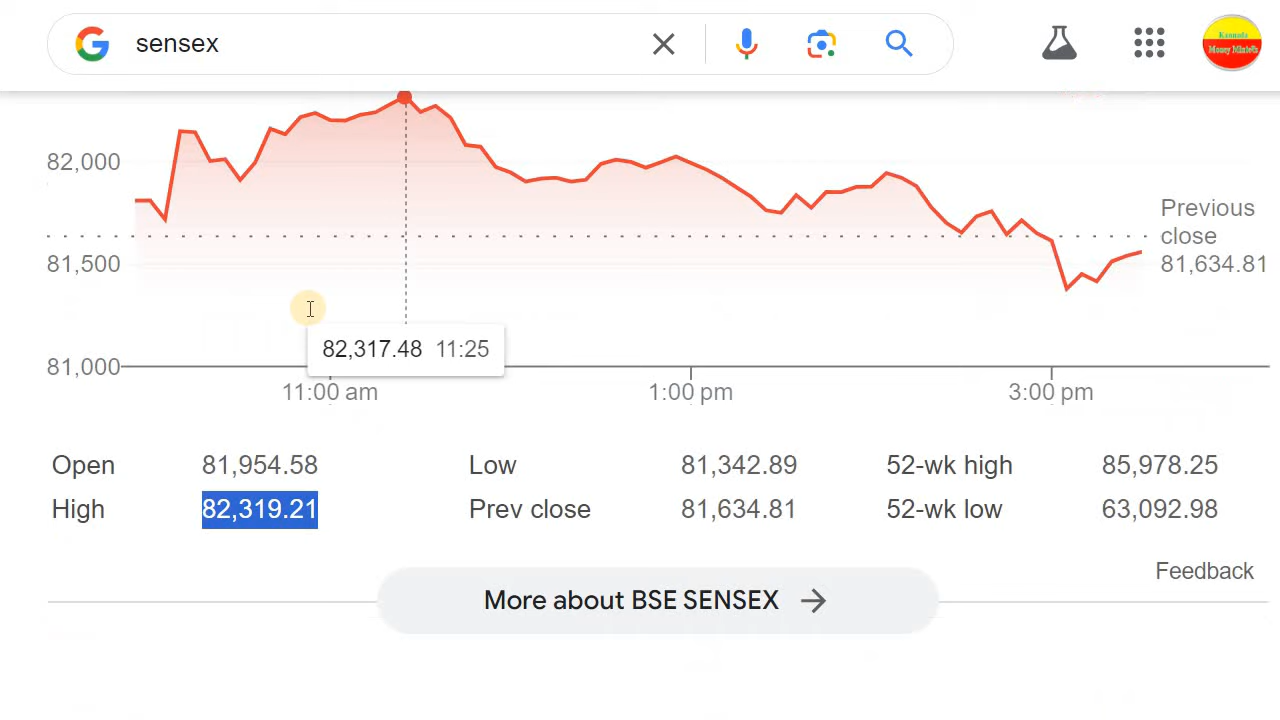 sensex
Kannada
Money Mindtalks
82,000
81,500
81,000
Previous
close
81,634.81
82,317.48 11:25
11:00 am 1:00 pm 3:00 pm
Open 81,954.58 Low 81,342.89 52-wk high 85,978.25
High 82,319.21 Prev close 81,634.81 52-wk low 63,092.98
Feedback
More about BSE SENSEX